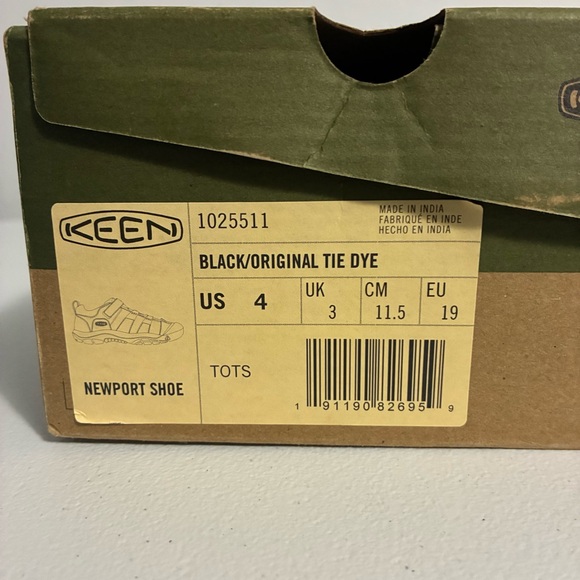 KEEN
1025511
MADE IN INDIA
FABRIQUÉ EN INDE
HECHO EN INDIA
BLACK/ORIGINAL TIE DYE
US 4
UK 3
CM 11.5
EU 19
NEWPORT SHOE
TOTS
1 91190 82695 9